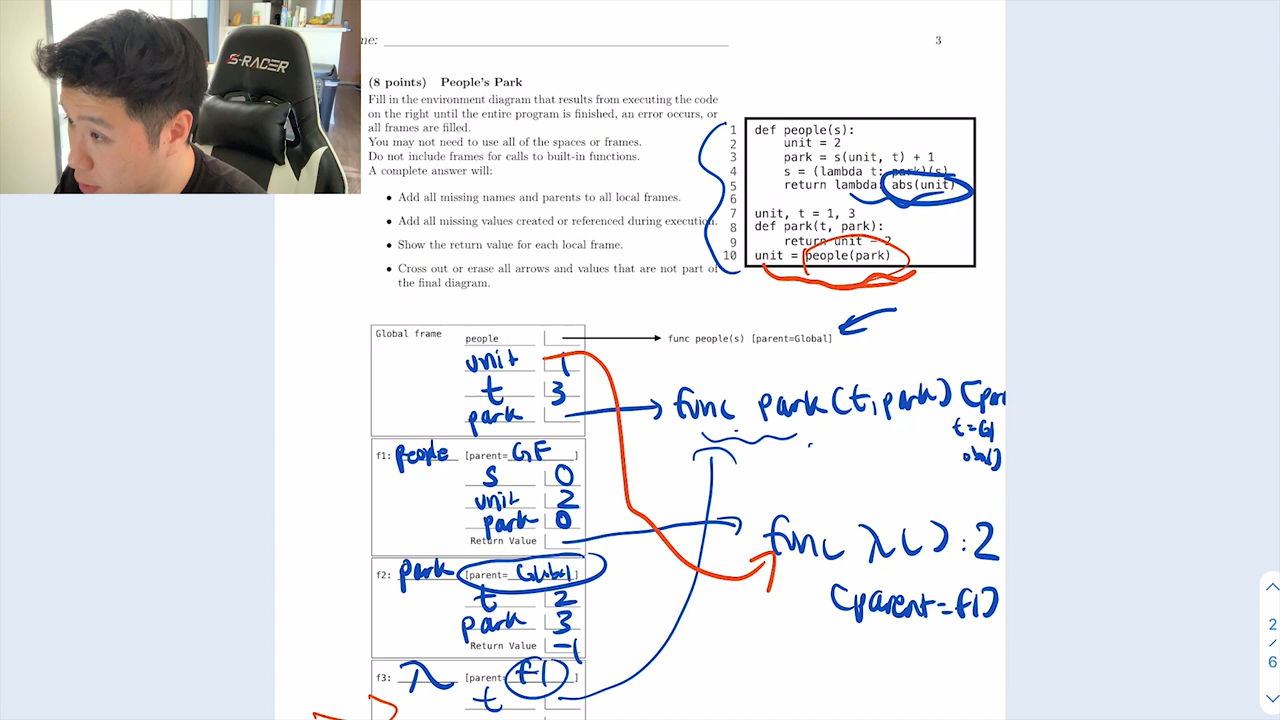 S-RACER
me:
3
(8 points) People's Park
Fill in the environment diagram that results from executing the code
on the right until the entire program is finished, an error occurs, or
all frames are filled.
You may not need to use all of the spaces or frames.
Do not include frames for calls to built-in functions.
A complete answer will:
• Add all missing names and parents to all local frames.
• Add all missing values created or referenced during execution.
• Show the return value for each local frame.
• Cross out or erase all arrows and values that are not part of
the final diagram.
1 def people(s):
2 unit = 2
3 park = s(unit, t) + 1
4 s = (lambda t: park)(s)
5 return lambda: abs(unit)
6
7 unit, t = 1, 3
8 def park(t, park):
9 return unit - 2
10 unit = people(park)
Global frame
people
func people(s) [parent=Global]
unit 1
t 3
park
func park(t, park) (par
t=Gl
f1: people [parent= GF ]
s 0
unit 2
park 0
Return Value
func λ ( ): 2
(parent=f1)
f2: park [parent= Global ]
t 2
park 3
Return Value -1
f3: λ [parent= f1 ]
t
2
/
6